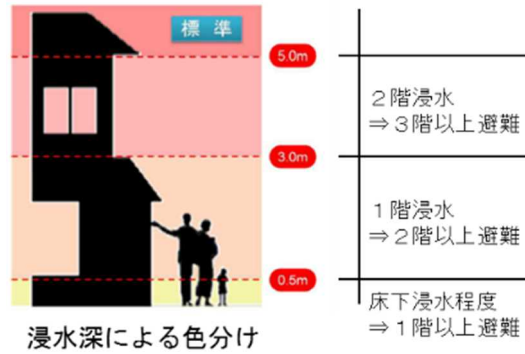 標 準
5.0m
２階浸水
⇒３階以上避難
3.0m
１階浸水
⇒２階以上避難
0.5m
床下浸水程度
⇒１階以上避難
浸水深による色分け